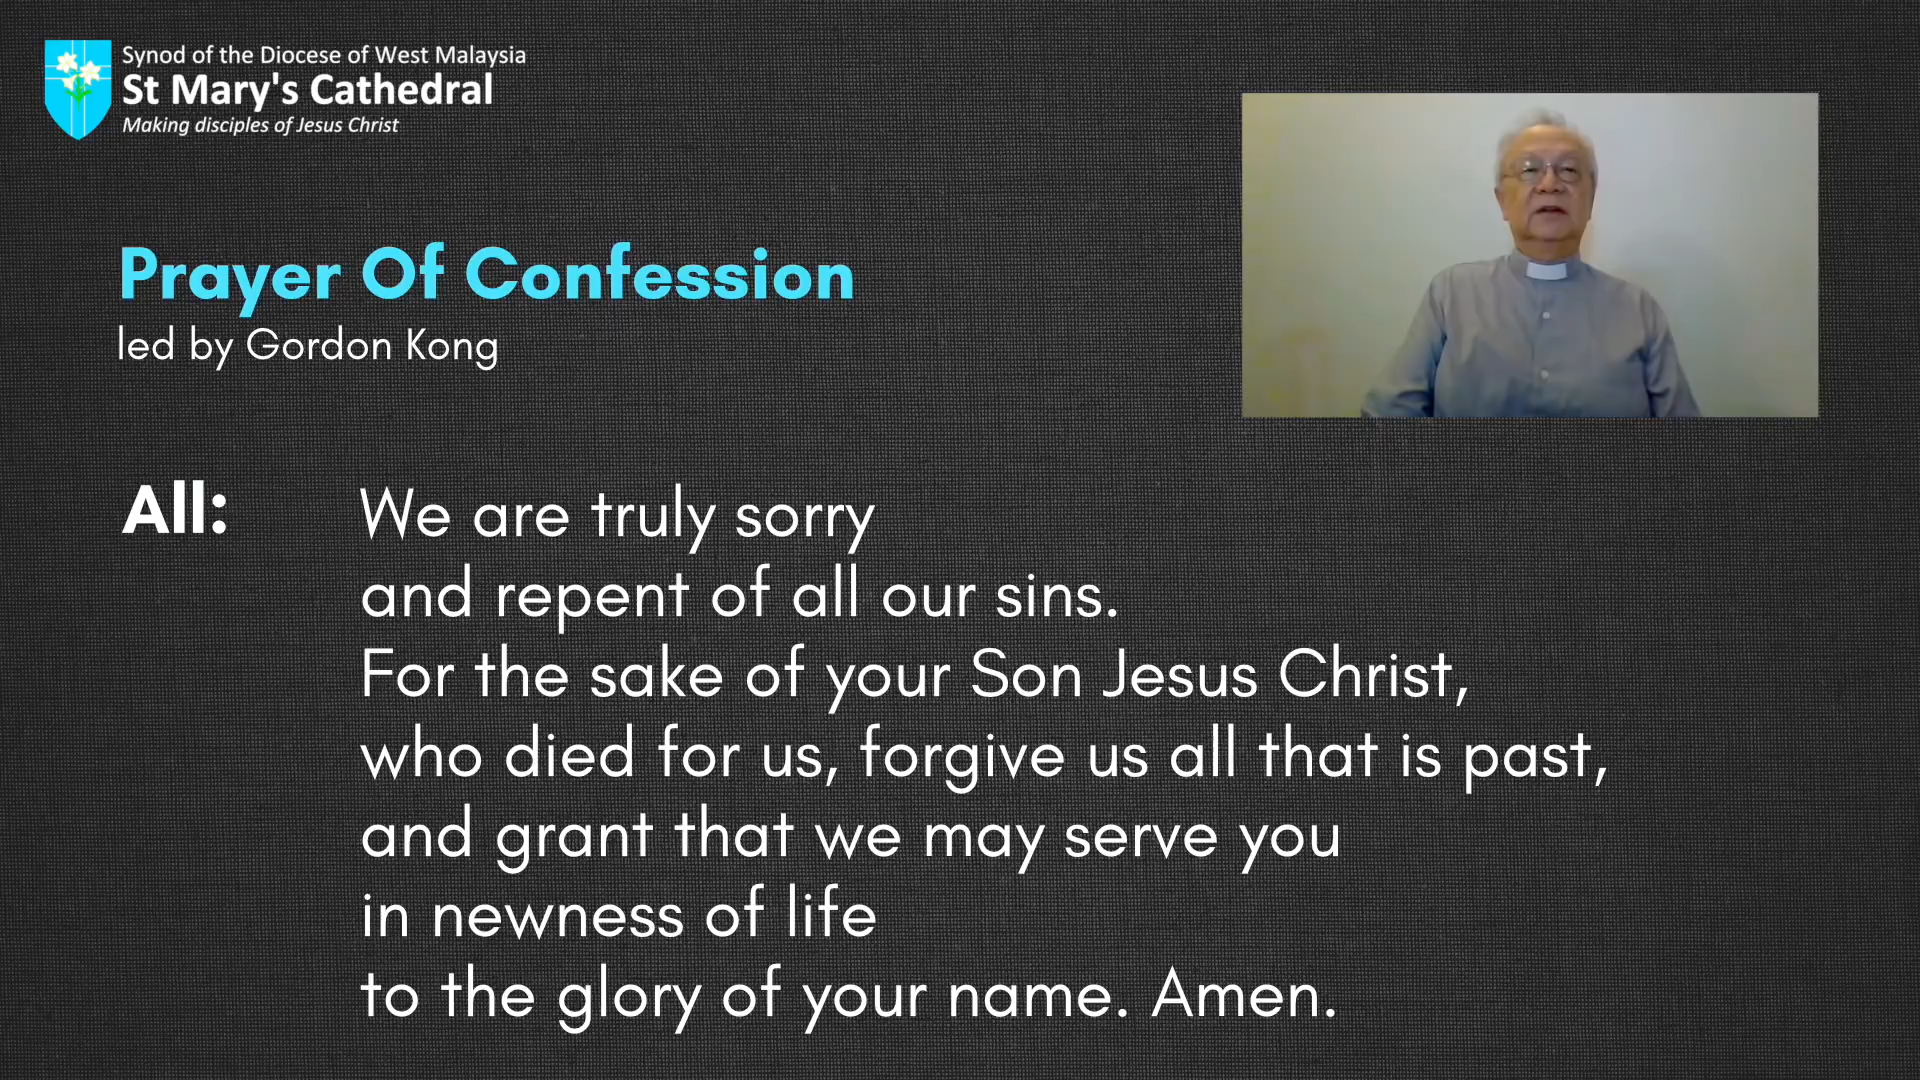 Synod of the Diocese of West Malaysia
St Mary's Cathedral
Making disciples of Jesus Christ
Prayer Of Confession
led by Gordon Kong
All: We are truly sorry
and repent of all our sins.
For the sake of your Son Jesus Christ,
who died for us, forgive us all that is past,
and grant that we may serve you
in newness of life
to the glory of your name. Amen.